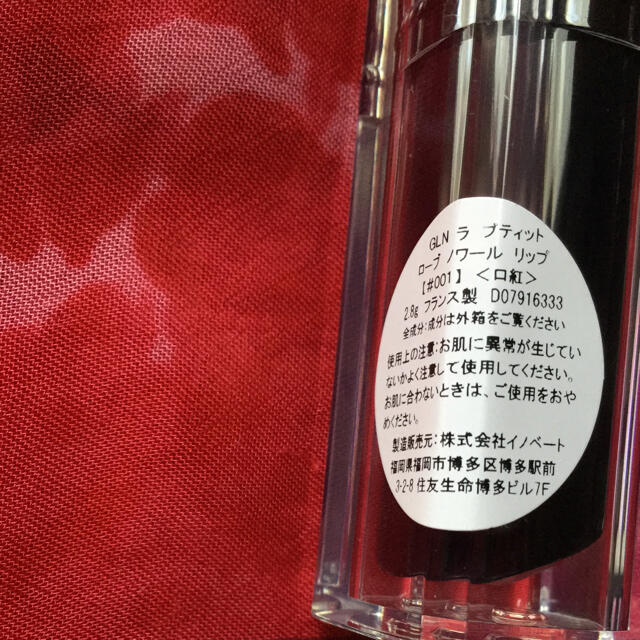 GLN ラ プティット
ローブ ノワール リップ
【#001】 <口紅>
2.8g フランス製 D07916333
全成分:成分は外箱をご覧ください
使用上の注意:お肌に異常が生じてい
ないかよく注意して使用してください。
お肌に合わないときは、ご使用をおや
めください。
製造販売元:株式会社イノベート
福岡県福岡市博多区博多駅前
3-2-8 住友生命博多ビル7F